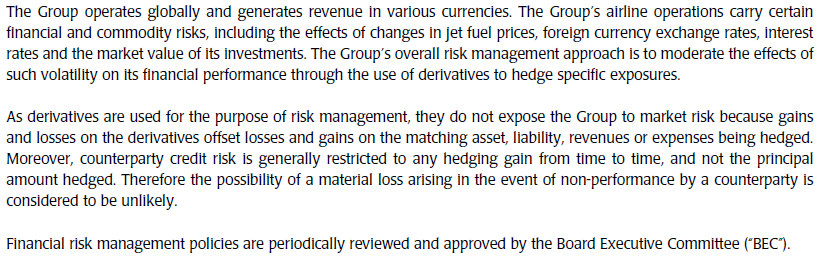 The Group operates globally and generates revenue in various currencies. The Group's airline operations carry certain
financial and commodity risks, including the effects of changes in jet fuel prices, foreign currency exchange rates, interest
rates and the market value of its investments. The Group's overall risk management approach is to moderate the effects of
such volatility on its financial performance through the use of derivatives to hedge specific exposures.
As derivatives are used for the purpose of risk management, they do not expose the Group to market risk because gains
and losses on the derivatives offset losses and gains on the matching asset, liability, revenues or expenses being hedged.
Moreover, counterparty credit risk is generally restricted to any hedging gain from time to time, and not the principal
amount hedged. Therefore the possibility of a material loss arising in the event of non-performance by a counterparty is
considered to be unlikely.
Financial risk management policies are periodically reviewed and approved by the Board Executive Committee ("BEC").